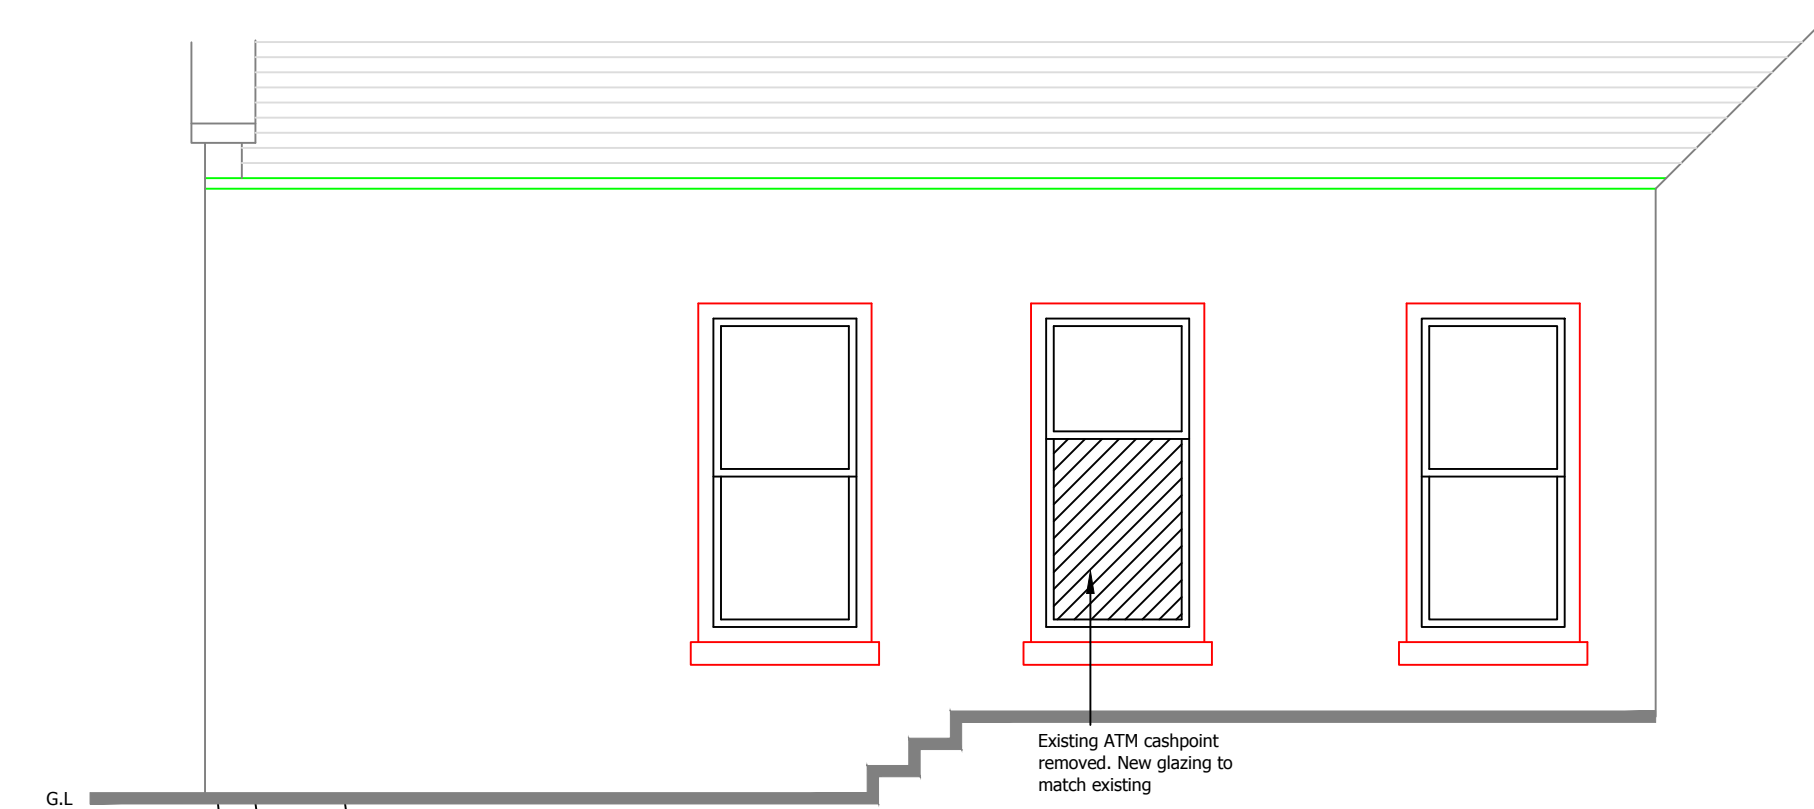 Existing ATM cashpoint
removed. New glazing to
match existing
G.L